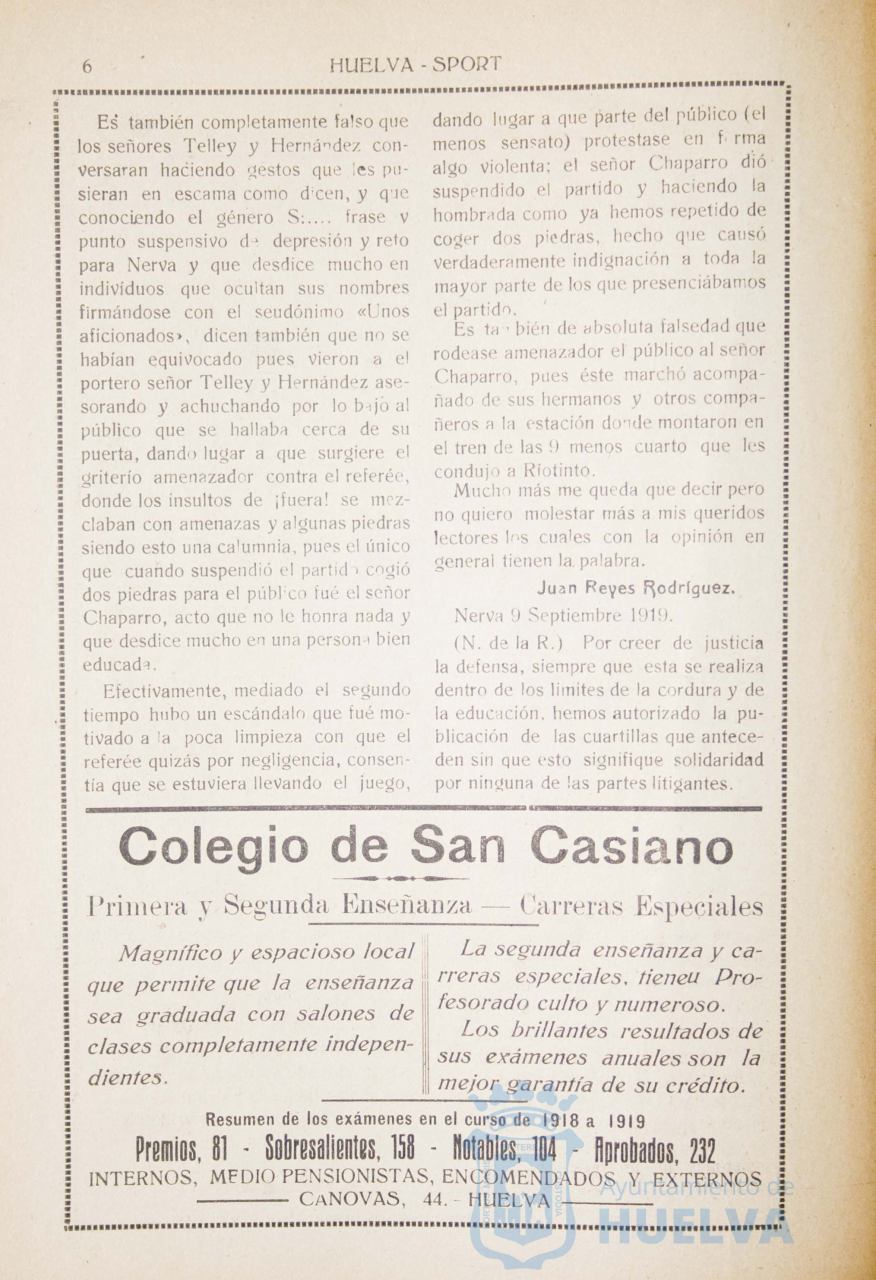 6
HUELVA - SPORT
Es también completamente falso que
los señores Telley y Hernández con-
versaran haciendo gestos que les pu-
sieran en escama como dicen, y que
conociendo el género S:.... frase y
punto suspensivo de depresión y reto
para Nerva y que desdice mucho en
indivíduos que ocultan sus nombres
firmándose con el seudónimo «Unos
aficionados», dicen también que no se
habían equivocado pues vieron a el
portero señor Telley y Hernández ase-
sorando y achuchando por lo bajo al
público que se hallaba cerca de su
puerta, dando lugar a que surgiere el
griterío amenazador contra el referée,
donde los insultos de ¡fuera! se mez-
claban con amenazas y algunas piedras
siendo esto una calumnia, pues el único
que cuando suspendió el partido cogió
dos piedras para el público fué el señor
Chaparro, acto que no le honra nada y
que desdice mucho en una persona bien
educada.
Efectivamente, mediado el segundo
tiempo hubo un escándalo que fué mo-
tivado a la poca limpieza con que el
referée quizás por negligencia, consen-
tía que se estuviera llevando el juego,
dando lugar a que parte del público (el
menos sensato) protestase en forma
algo violenta; el señor Chaparro dió
suspendido el partido y haciendo la
hombrada como ya hemos repetido de
coger dos piedras, hecho que causó
verdaderamente indignación a toda la
mayor parte de los que presenciábamos
el partido.
Es también de absoluta falsedad que
rodease amenazador el público al señor
Chaparro, pues éste marchó acompa-
ñado de sus hermanos y otros compa-
ñeros a la estación donde montaron en
el tren de las 9 menos cuarto que les
condujo a Ríotinto.
Mucho más me queda que decir pero
no quiero molestar más a mis queridos
lectores los cuales con la opinión en
general tienen la palabra.
Juan Reyes Rodríguez.
Nerva 9 Septiembre 1919.
(N. de la R.) Por creer de justicia
la defensa, siempre que esta se realiza
dentro de los límites de la cordura y de
la educación, hemos autorizado la pu-
blicación de las cuartillas que antece-
den sin que esto signifique solidaridad
por ninguna de las partes litigantes.
Colegio de San Casiano
Primera y Segunda Enseñanza — Carreras Especiales
Magnífico y espacioso local
que permite que la enseñanza
sea graduada con salones de
clases completamente indepen-
dientes.
La segunda enseñanza y ca-
rreras especiales, tieneu Pro-
fesorado culto y numeroso.
Los brillantes resultados de
sus exámenes anuales son la
mejor garantía de su crédito.
Resumen de los exámenes en el curso de 1918 a 1919
Premios, 81 - Sobresalientes, 158 - Notables, 104 - Aprobados, 232
INTERNOS, MEDIO PENSIONISTAS, ENCOMENDADOS Y EXTERNOS
CANOVAS, 44.- HUELVA
Ayuntamiento de
HUELVA